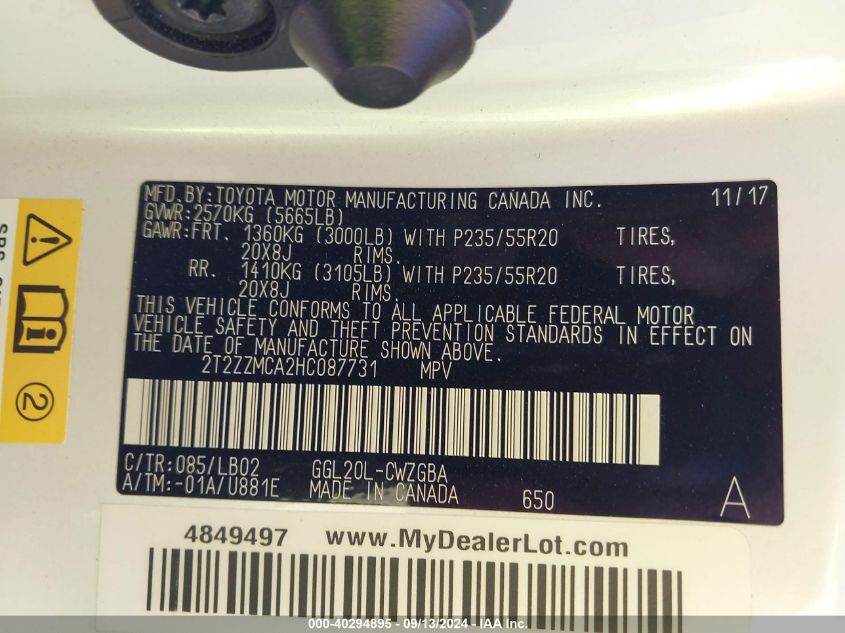 MFD.BY:TOYOTA MOTOR MANUFACTURING CANADA INC. 11/17
GVWR:2570KG (5665LB)
GAWR:FRT. 1360KG (3000LB) WITH P235/55R20 TIRES,
20X8J RIMS.
RR. 1410KG (3105LB) WITH P235/55R20 TIRES,
20X8J RIMS.
THIS VEHICLE CONFORMS TO ALL APPLICABLE FEDERAL MOTOR
VEHICLE SAFETY AND THEFT PREVENTION STANDARDS IN EFFECT ON
THE DATE OF MANUFACTURE SHOWN ABOVE.
2T2ZZMCA2HC087731 MPV
C/TR:085/LB02 GGL20L-CWZGBA
A/TM:-01A/U881E MADE IN CANADA 650 A
2
4849497 www.MyDealerLot.com
000-40294895 - 09/13/2024 - IAA Inc.